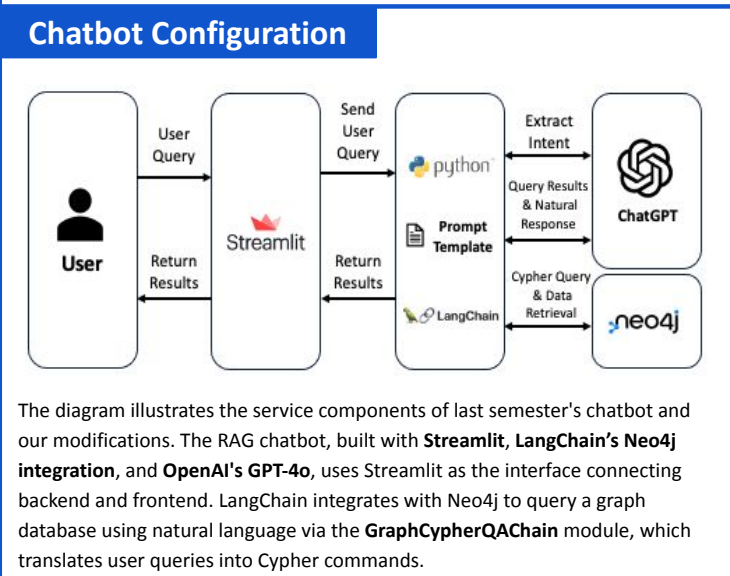 Chatbot Configuration
User
Query
Send
User
Query
Extract
Intent
python
Query Results
& Natural
Response
ChatGPT
Prompt
Template
Streamlit
User
Return
Results
Return
Results
Cypher Query
& Data
Retrieval
LangChain
neo4j
The diagram illustrates the service components of last semester's chatbot and
our modifications. The RAG chatbot, built with Streamlit, LangChain’s Neo4j
integration, and OpenAI's GPT-4o, uses Streamlit as the interface connecting
backend and frontend. LangChain integrates with Neo4j to query a graph
database using natural language via the GraphCypherQAChain module, which
translates user queries into Cypher commands.